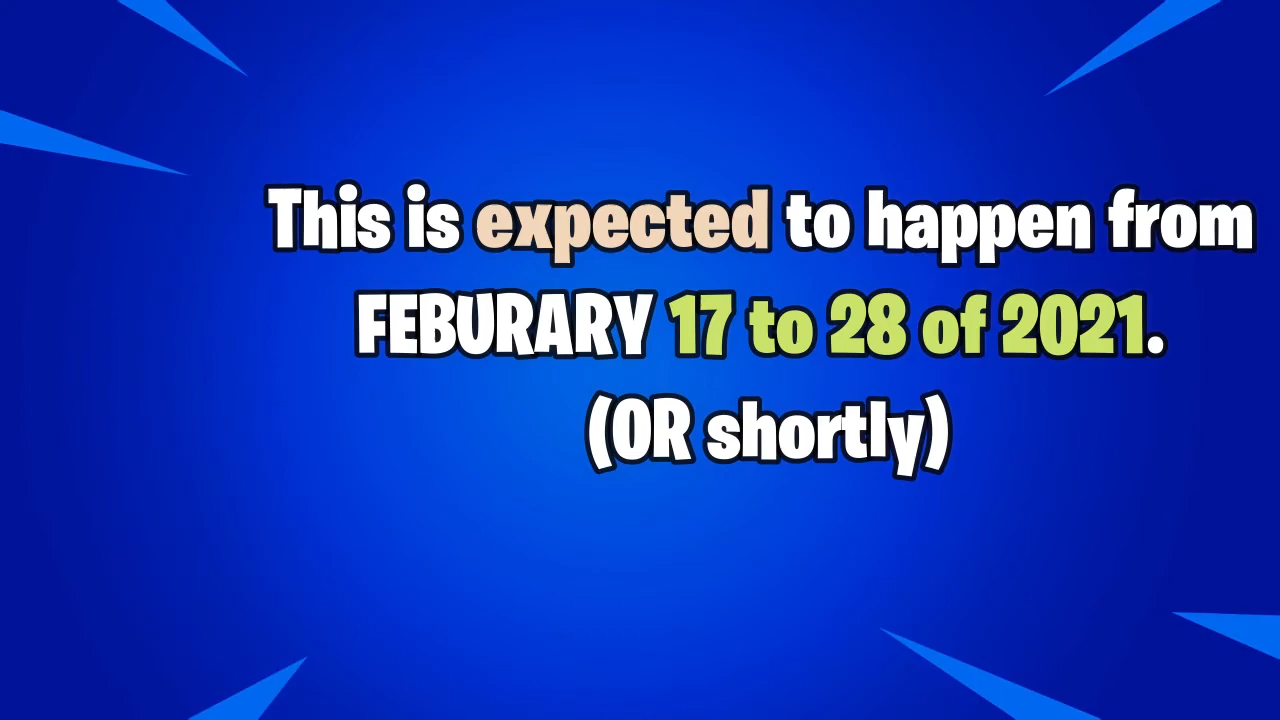 This is expected to happen from
FEBURARY 17 to 28 of 2021.
(OR shortly)